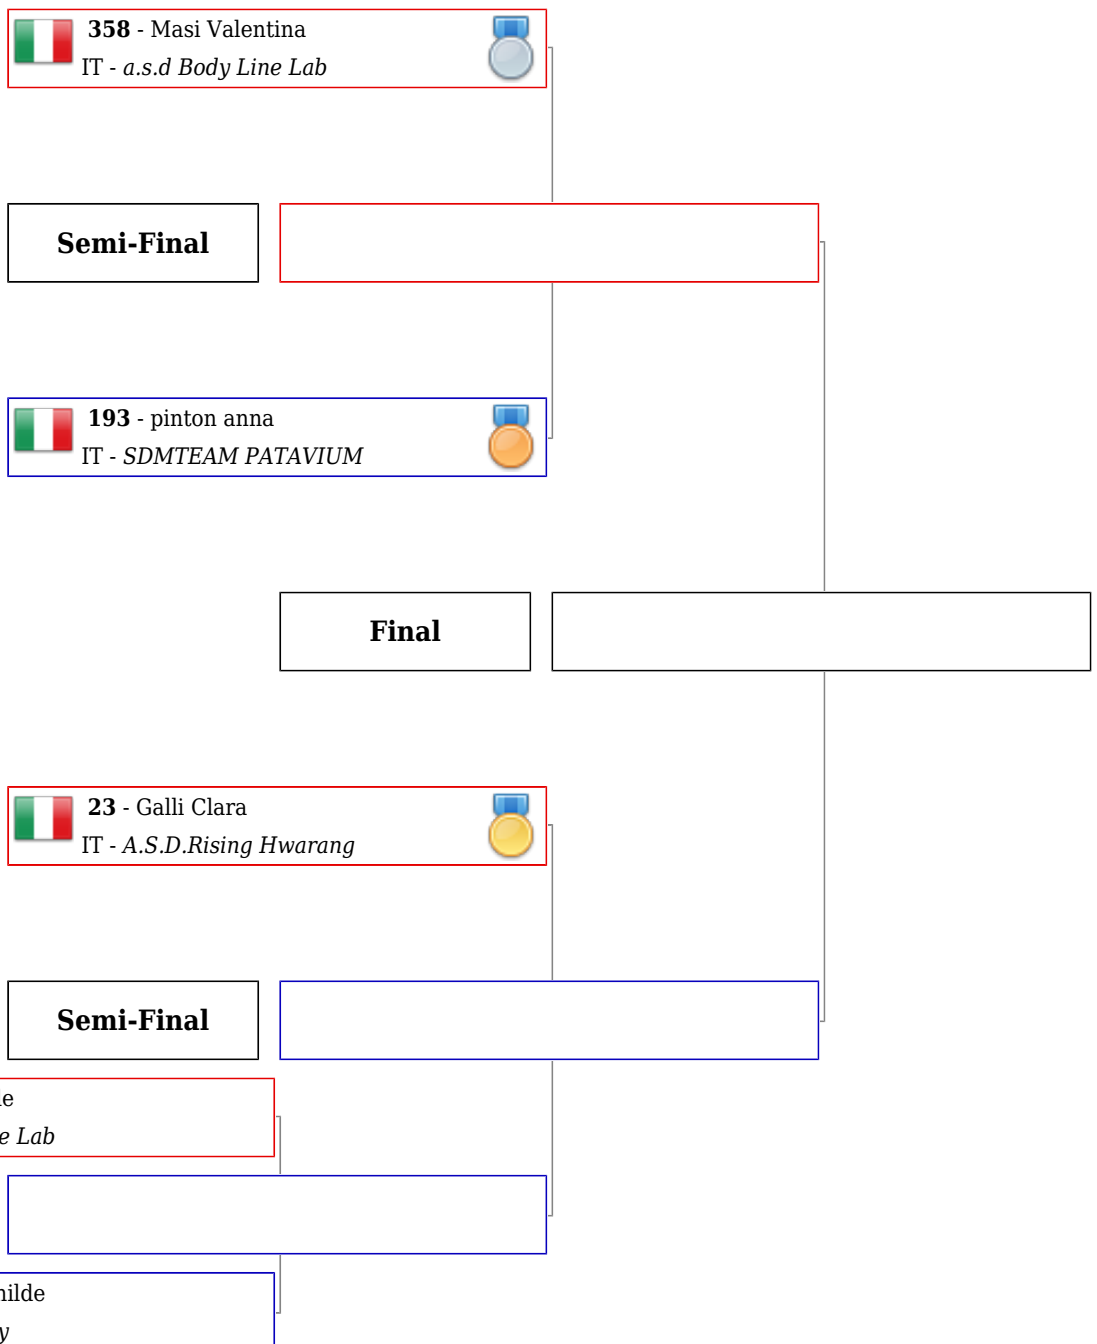 358 - Masi Valentina
IT - a.s.d Body Line Lab
Semi-Final
193 - pinton anna
IT - SDMTEAM PATAVIUM
Final
23 - Galli Clara
IT - A.S.D.Rising Hwarang
Semi-Final
e Lab